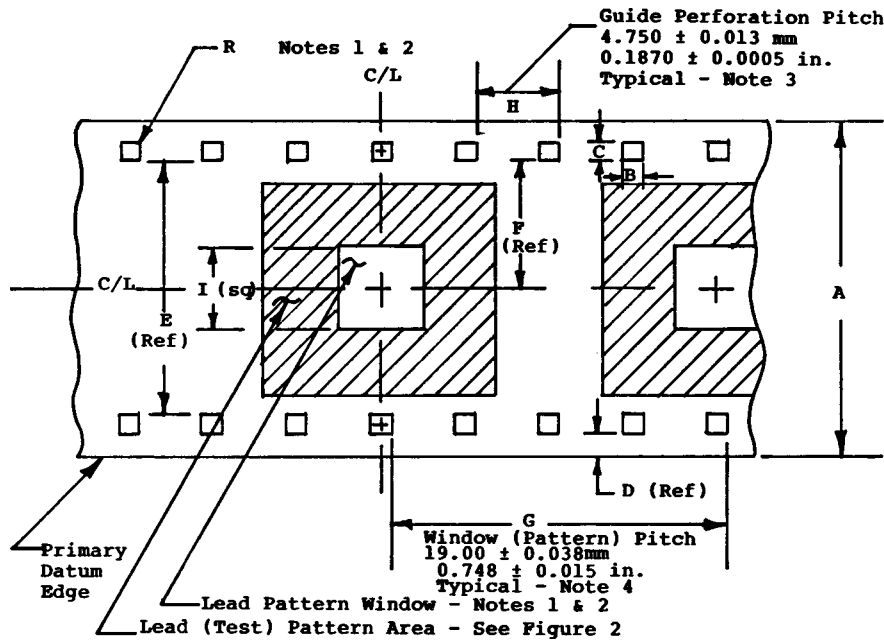 Guide Perforation Pitch
4.750 ± 0.013 mm
0.1870 ± 0.0005 in.
Typical - Note 3
R Notes 1 & 2
C/L
H
C
B
F
(Ref)
A
C/L
I (sq)
E
(Ref)
D (Ref)
G
Window (Pattern) Pitch
19.00 ± 0.038mm
0.748 ± 0.015 in.
Typical - Note 4
Primary
Datum
Edge
Lead Pattern Window - Notes 1 & 2
Lead (Test) Pattern Area - See Figure 2